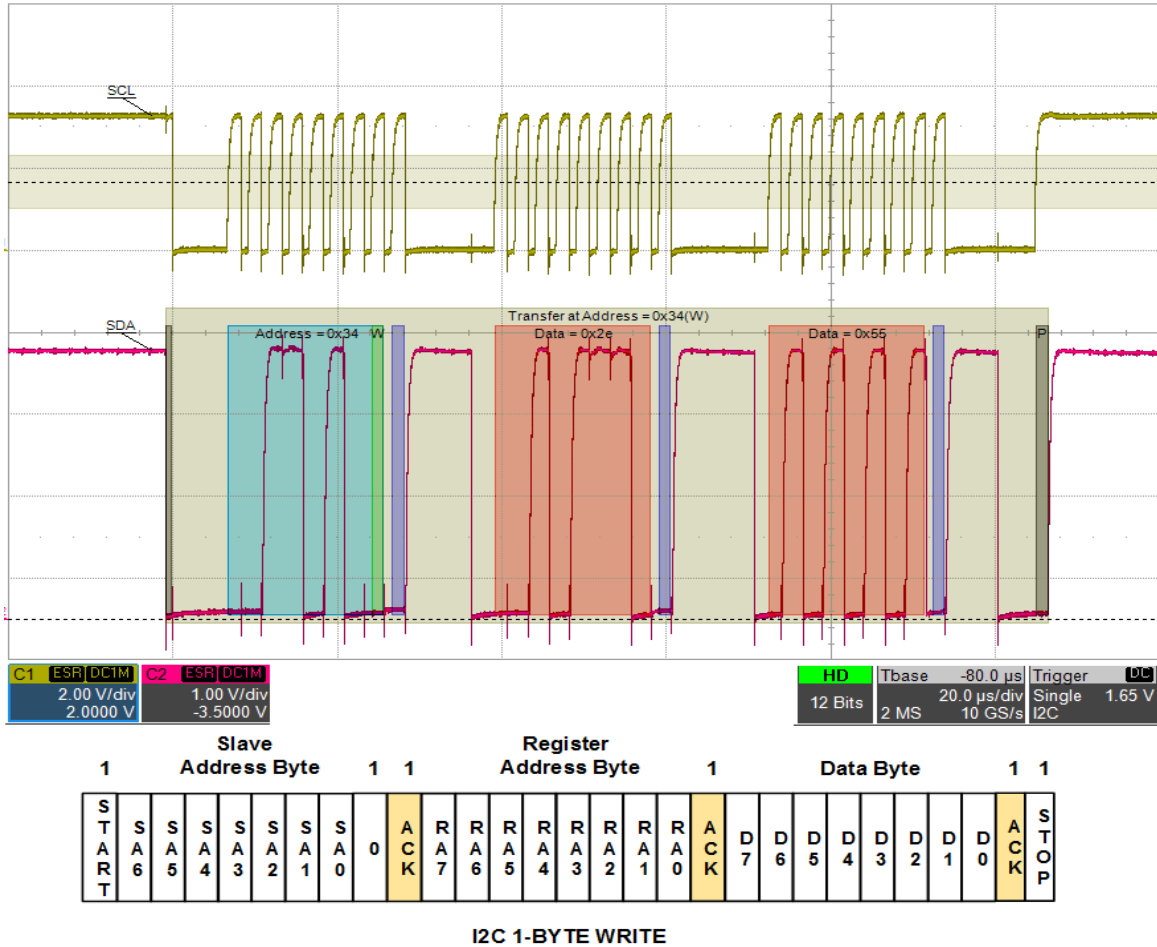 SCL
Transfer at Address = 0x34(W)
SDA
Address = 0x34 W
Data = 0x2e
Data = 0x55
P
C1 ESR DC1M
2.00 V/div
2.0000 V
C2 ESR DC1M
1.00 V/div
-3.5000 V
HD
12 Bits
Tbase -80.0 µs
20.0 µs/div
2 MS 10 GS/s
Trigger DC
Single 1.65 V
I2C
Slave
Address Byte
Register
Address Byte
Data Byte
1 1 1 1 1 1
START SA6 SA5 SA4 SA3 SA2 SA1 SA0 0 ACK RA7 RA6 RA5 RA4 RA3 RA2 RA1 RA0 ACK D7 D6 D5 D4 D3 D2 D1 D0 ACK STOP
I2C 1-BYTE WRITE